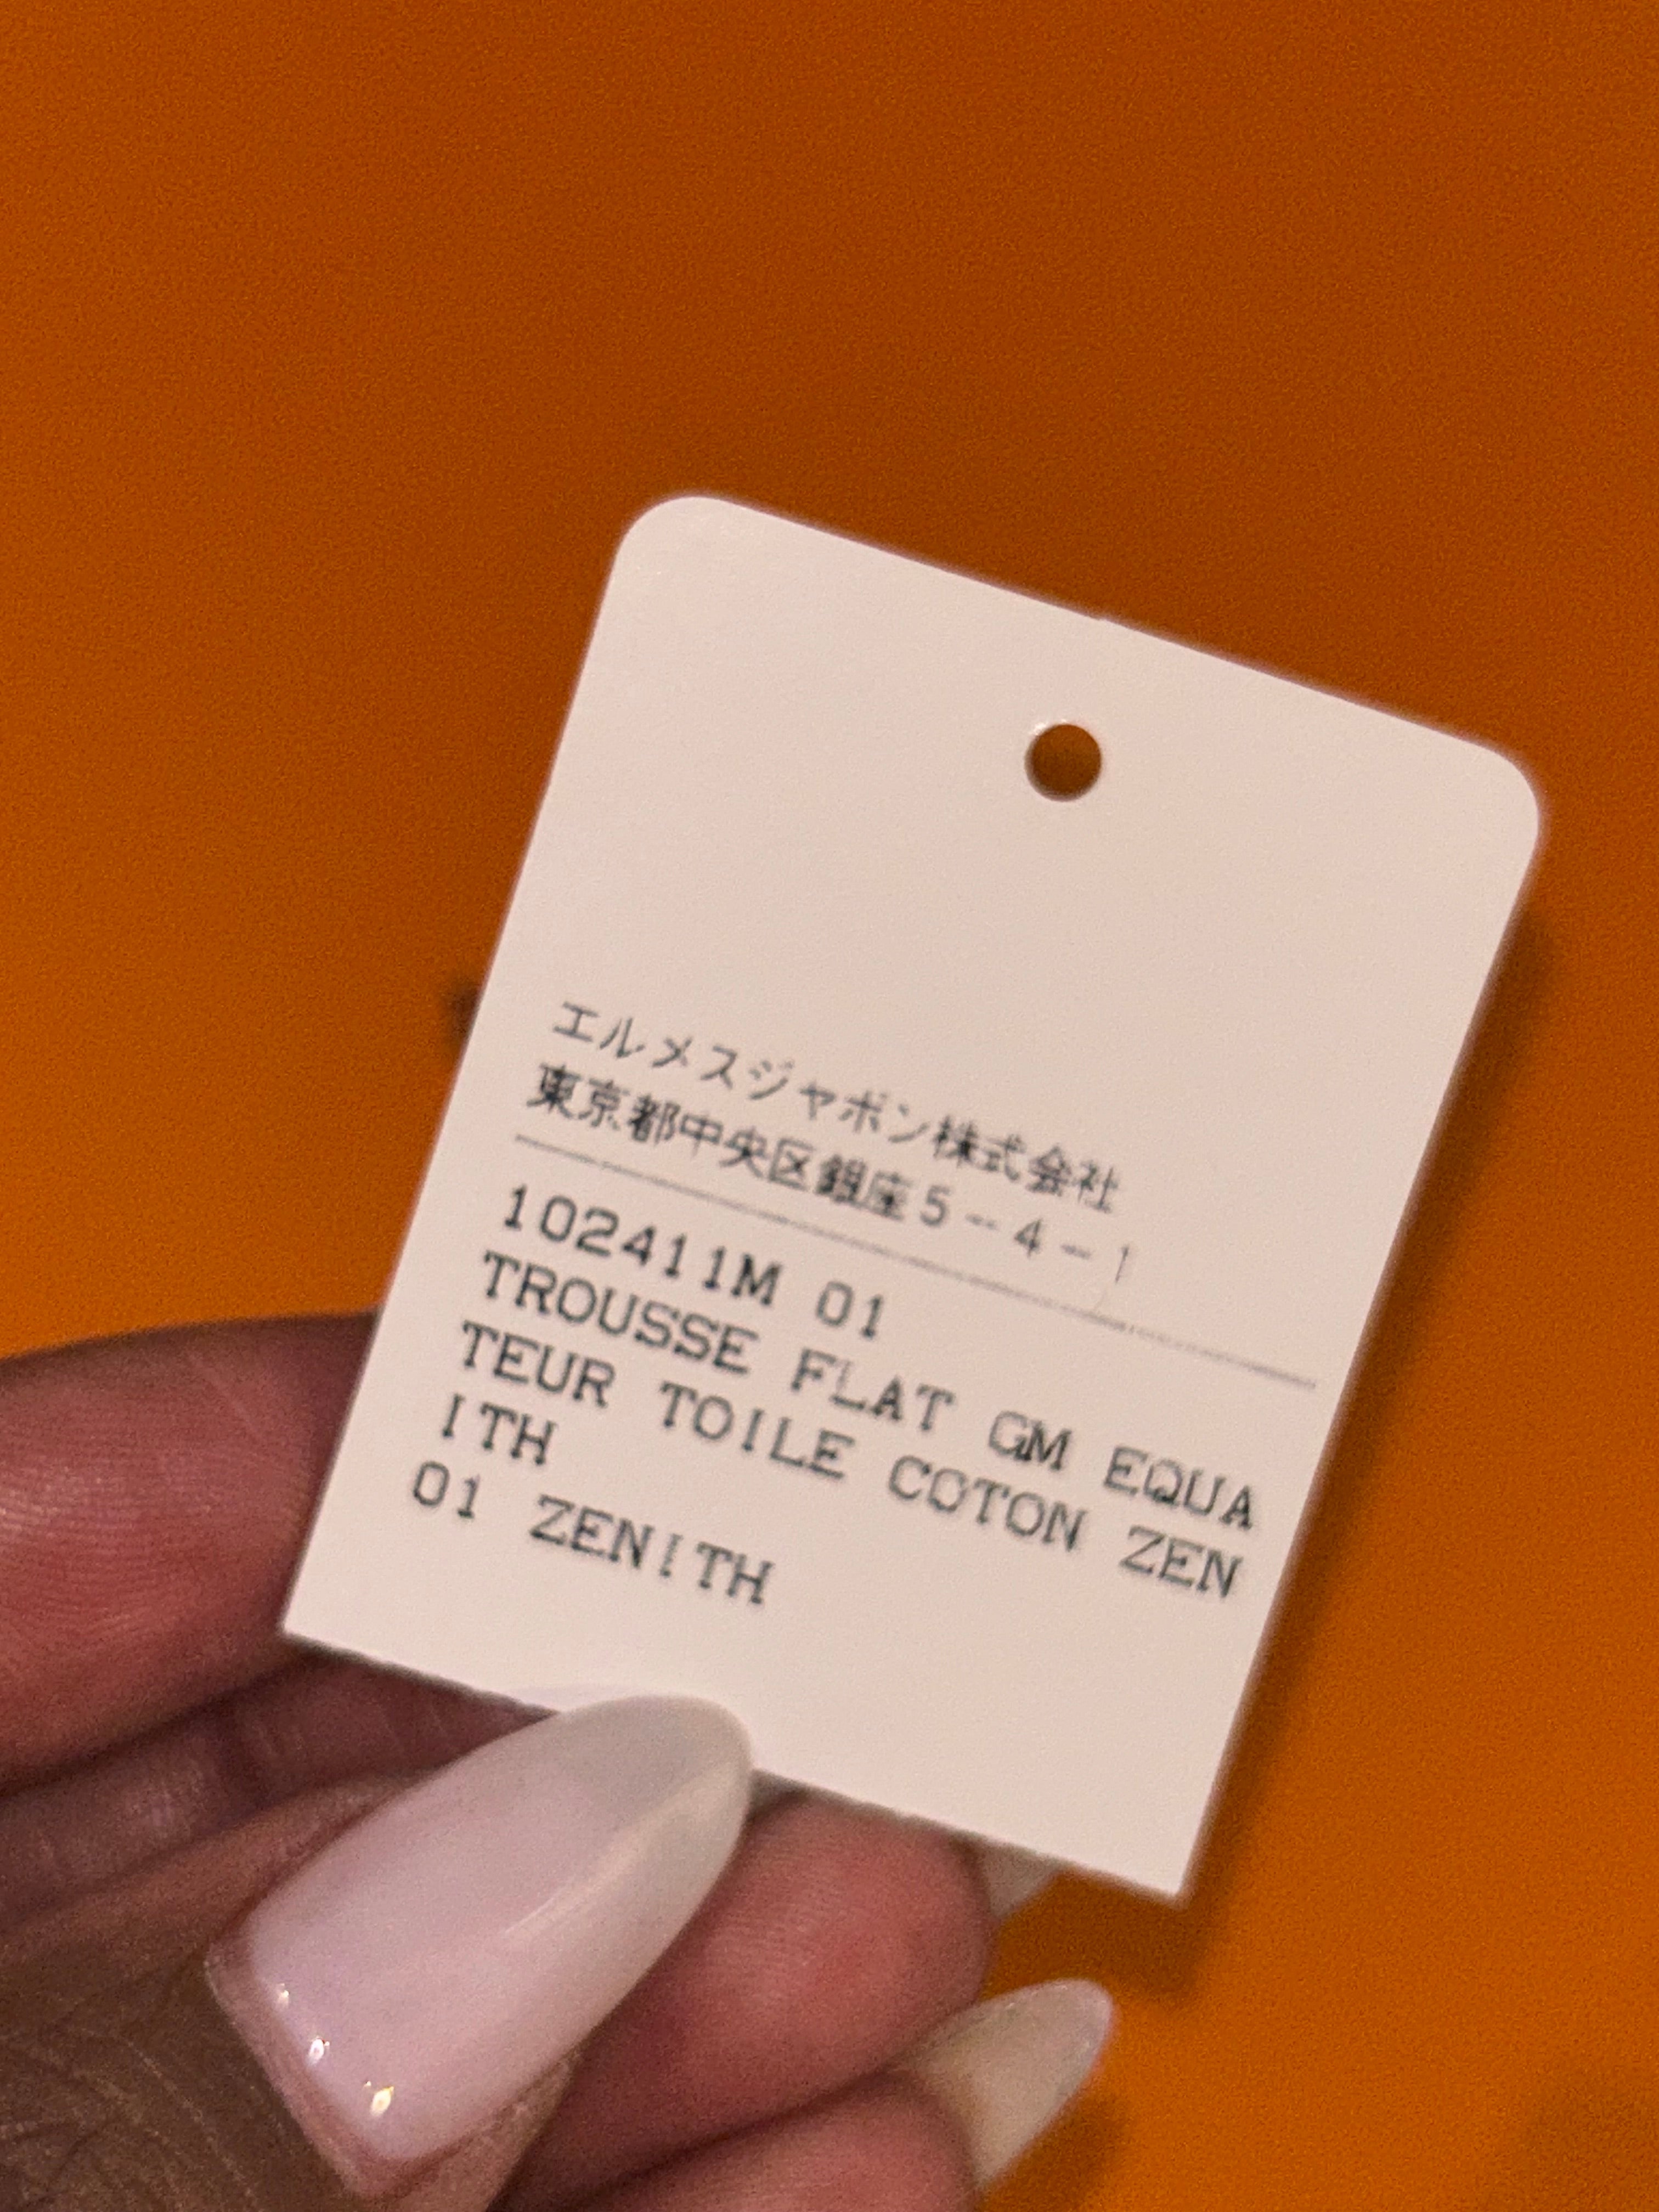 エルメスジャポン株式会社
東京都中央区銀座5-4-1
102411M 01
TROUSSE FLAT GM EQUA
TEUR TOILE COTON ZEN
ITH
01 ZENITH